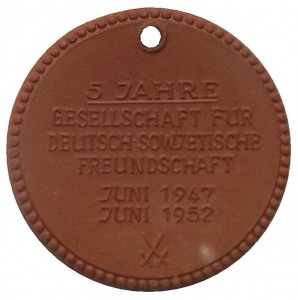 5 JAHRE
GESELLSCHAFT FÜR
DEUTSCH-SOWJETISCHE
FREUNDSCHAFT
JUNI 1947
JUNI 1952